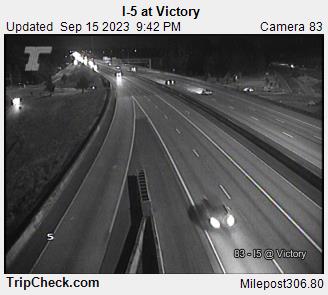 I-5 at Victory
Updated  Sep 15 2023  9:42 PM
Camera 83
T
S
83 - I5 @ Victory
TripCheck.com
Milepost306.80